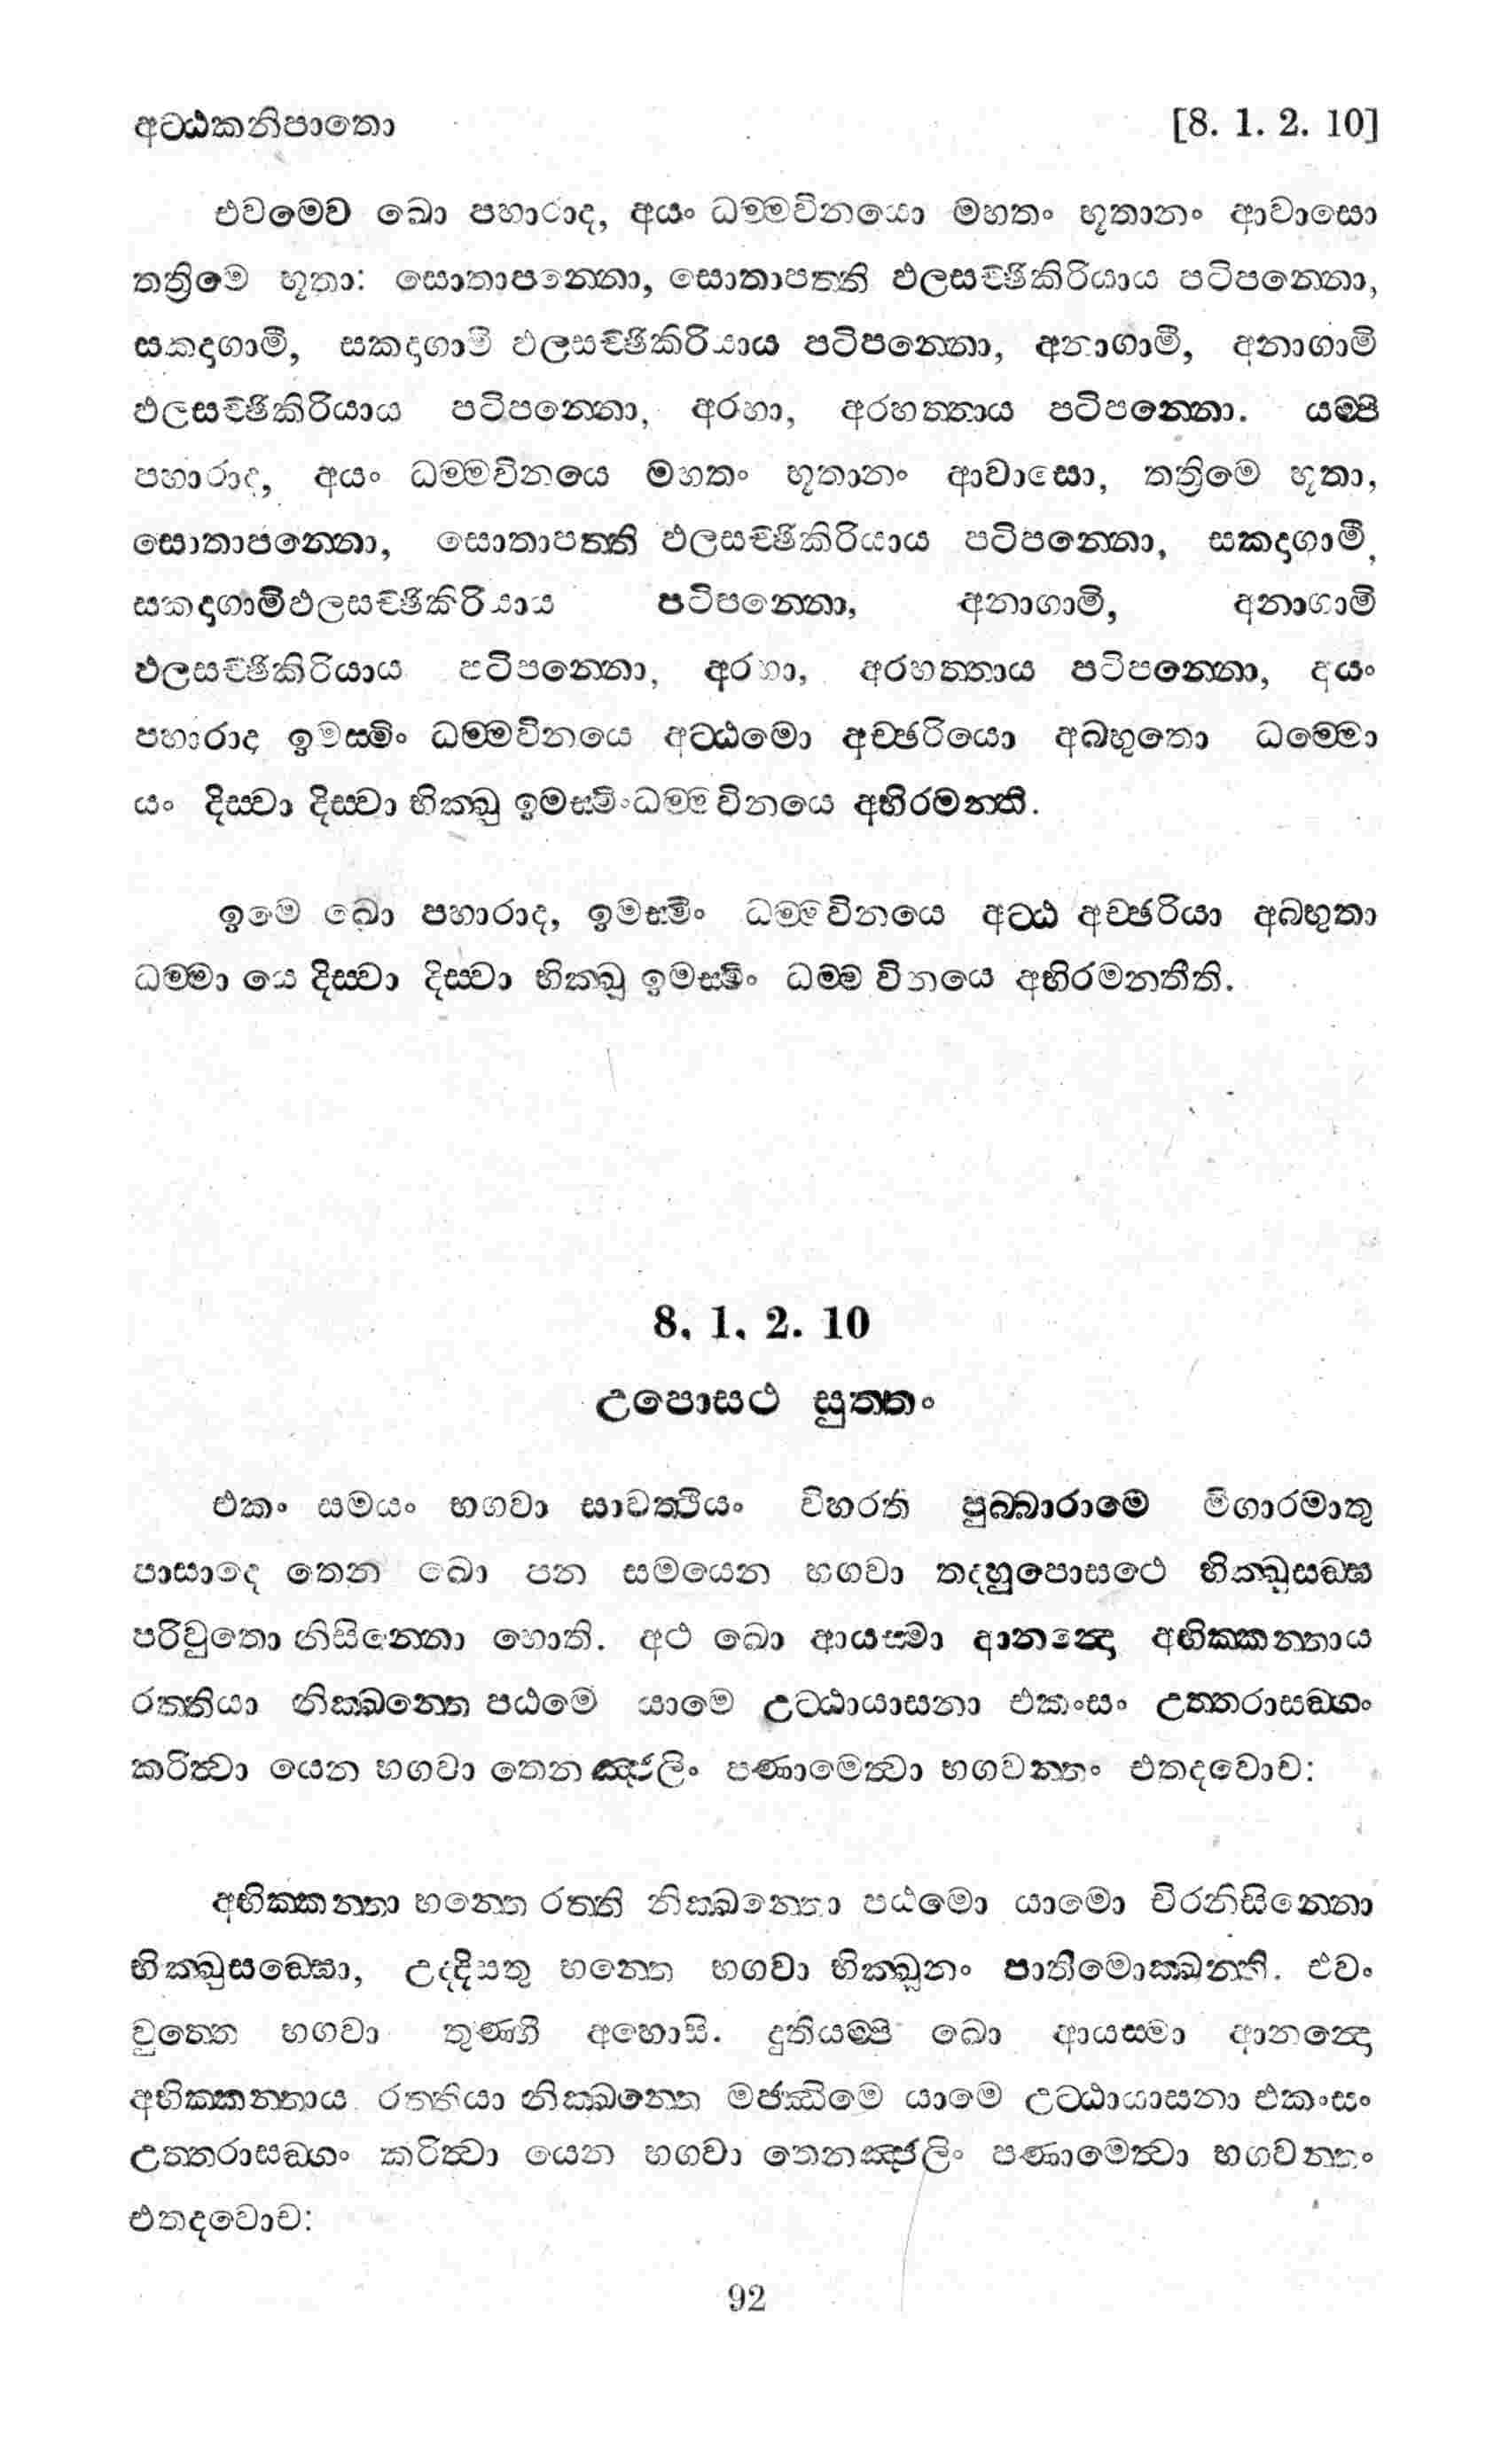 අට්ඨකනිපාතො [8. 1. 2. 10]
එවමෙව ඛො පහාරාද, අයං ධම්මවිනයො මහතං භූතානං ආවාසො
තත්‍රිමෙ භූතා: සොතාපන්නො, සොතාපත්ති ඵලසච්ඡිකිරියාය පටිපන්නො,
සකදාගාමී, සකදාගාමී ඵලසච්ඡිකිරියාය පටිපන්නො, අනාගාමී, අනාගාමි
ඵලසච්ඡිකිරියාය පටිපන්නො, අරහා, අරහත්තාය පටිපන්නො. යම්පි
පහාරාද, අයං ධම්මවිනයෙ මහතං භූතානං ආවාසො, තත්‍රිමෙ භූතා,
සොතාපන්නො, සොතාපත්ති ඵලසච්ඡිකිරියාය පටිපන්නො, සකදාගාමී,
සකදාගාමිඵලසච්ඡිකිරියාය පටිපන්නො, අනාගාමි, අනාගාමි
ඵලසච්ඡිකිරියාය පටිපන්නො, අරහා, අරහත්තාය පටිපන්නො, අයං
පහාරාද ඉමස්මිං ධම්මවිනයෙ අට්ඨමො අච්ඡරියො අබභුතො ධම්මො
යං දිස්වා දිස්වා භික්ඛු ඉමස්මිං ධම්මවිනයෙ අභිරමන්ති.
ඉමෙ ඛො පහාරාද, ඉමස්මිං ධම්මවිනයෙ අට්ඨ අච්ඡරියා අබභුතා
ධම්මා යෙ දිස්වා දිස්වා භික්ඛූ ඉමස්මිං ධම්ම විනයෙ අභිරමනතීති.
8. 1. 2. 10
උපොසථ සුත්තං
එකං සමයං භගවා සාවත්ථියං විහරති පුබ්බාරාමෙ මිගාරමාතු
පාසාදෙ තෙන ඛො පන සමයෙන භගවා තදහුපොසථෙ භික්ඛුසඞ්ඝ
පරිවුතො නිසින්නො හොති. අථ ඛො ආයස්මා ආනන්‍දො අභික්කන්තාය
රත්තියා නික්ඛන්තෙ පඨමෙ යාමෙ උට්ඨායාසනා එකංසං උත්තරාසඞ්ගං
කරිත්‍වා යෙන භගවා තෙනඤ්ජලිං පණාමෙත්‍වා භගවන්තං එතදවොච:
අභික්කන්තා භන්තෙ රත්ති නික්ඛන්තො පඨමො යාමො චිරනිසින්නො
භික්ඛුසඞ්ඝො, උද්දිසතු භන්තෙ භගවා භික්ඛූනං පාතිමොක්ඛන්ති. එවං
වුත්තෙ භගවා තුණ්හී අහොසි. දුතියම්පි ඛො ආයස්මා ආනන්‍දො
අභික්කන්තාය රත්තියා නික්ඛන්තෙ මජ්ඣිමෙ යාමෙ උට්ඨායාසනා එකංසං
උත්තරාසඞ්ගං කරිත්‍වා යෙන භගවා තෙනඤ්ජලිං පණාමෙත්‍වා භගවන්තං
එතදවොච:
92